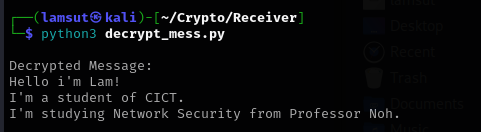 ┌──(lamsut㉿kali)-[~/Crypto/Receiver]
└─$ python3 decrypt_mess.py
Decrypted Message:
Hello i'm Lam!
I'm a student of CICT.
I'm studying Network Security from Professor Noh.
lamsut
Desktop
Recent
Trash
Documents